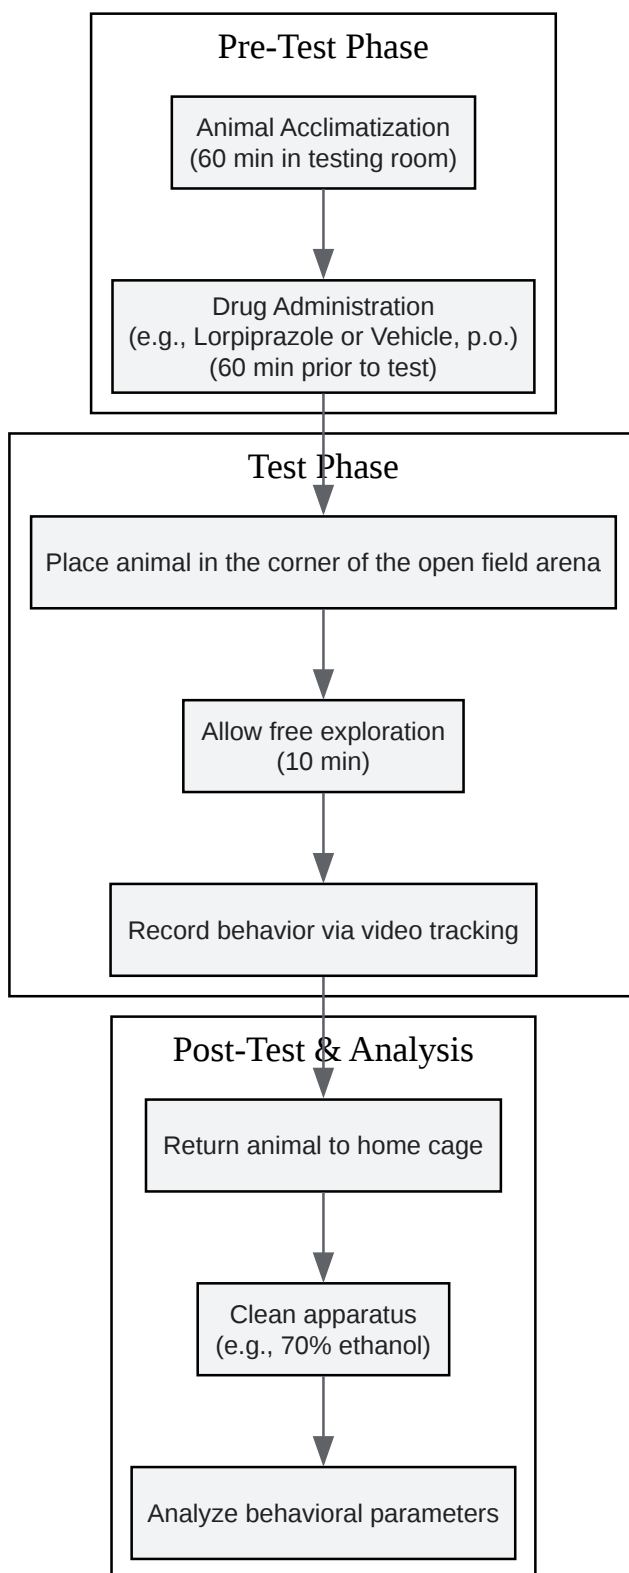 Pre-Test Phase
Animal Acclimatization
(60 min in testing room)
Drug Administration
(e.g., Lorpiprazole or Vehicle, p.o.)
(60 min prior to test)
Test Phase
Place animal in the corner of the open field arena
Allow free exploration
(10 min)
Record behavior via video tracking
Post-Test & Analysis
Return animal to home cage
Clean apparatus
(e.g., 70% ethanol)
Analyze behavioral parameters